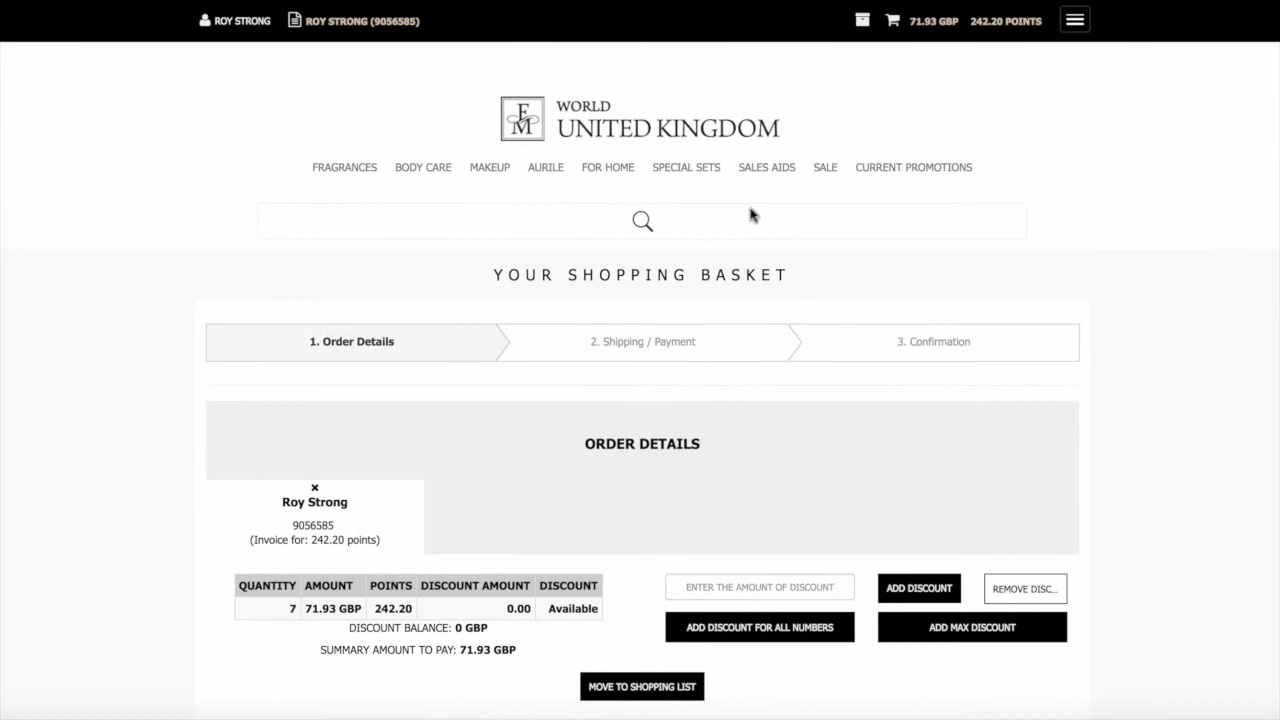 ROY STRONG ROY STRONG (9056585) 71.93 GBP 242.20 POINTS
FM WORLD
UNITED KINGDOM
FRAGRANCES BODY CARE MAKEUP AURILE FOR HOME SPECIAL SETS SALES AIDS SALE CURRENT PROMOTIONS
YOUR SHOPPING BASKET
1. Order Details 2. Shipping / Payment 3. Confirmation
ORDER DETAILS
×
Roy Strong
9056585
(Invoice for: 242.20 points)
QUANTITY AMOUNT POINTS DISCOUNT AMOUNT DISCOUNT
7 71.93 GBP 242.20 0.00 Available
DISCOUNT BALANCE: 0 GBP
SUMMARY AMOUNT TO PAY: 71.93 GBP
ENTER THE AMOUNT OF DISCOUNT ADD DISCOUNT REMOVE DISC...
ADD DISCOUNT FOR ALL NUMBERS ADD MAX DISCOUNT
MOVE TO SHOPPING LIST